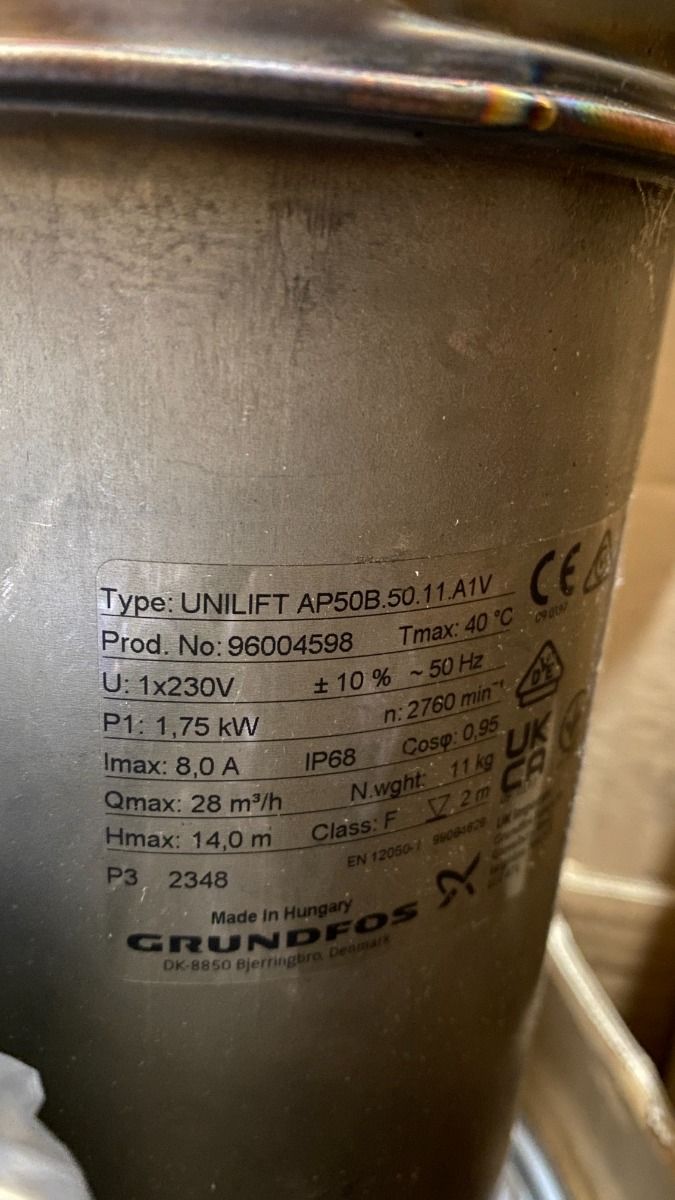 Type: UNILIFT AP50B.50.11.A1V
Prod. No: 96004598 Tmax: 40 °C
U: 1x230V ± 10 % ~ 50 Hz
P1: 1,75 kW n: 2760 min⁻¹
Imax: 8,0 A IP68 Cosφ: 0,95
Qmax: 28 m³/h N.wght: 11 kg
Hmax: 14,0 m Class: F 2 m
P3 2348 EN 12050-1
Made in Hungary
GRUNDFOS
DK-8850 Bjerringbro, Denmark
CE
VDE
UK
CA